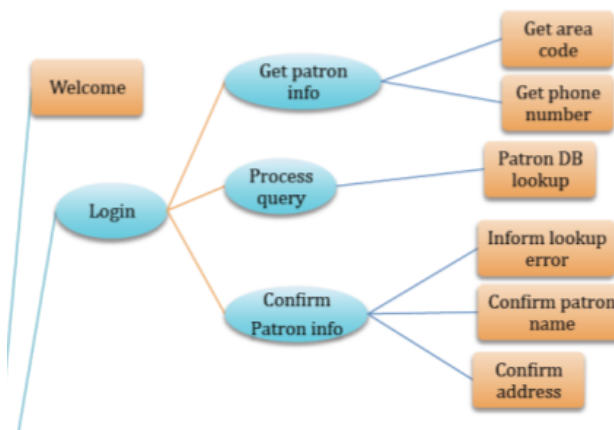 Welcome
Login
Get patron
info
Process
query
Confirm
Patron info
Get area
code
Get phone
number
Patron DB
lookup
Inform lookup
error
Confirm patron
name
Confirm
address